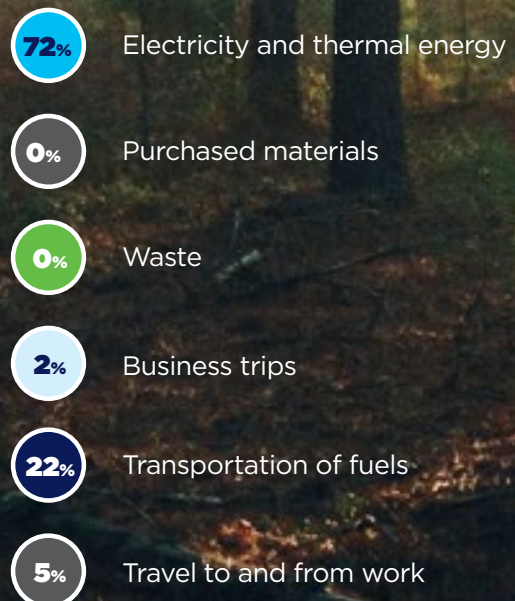 72% Electricity and thermal energy
0% Purchased materials
0% Waste
2% Business trips
22% Transportation of fuels
5% Travel to and from work